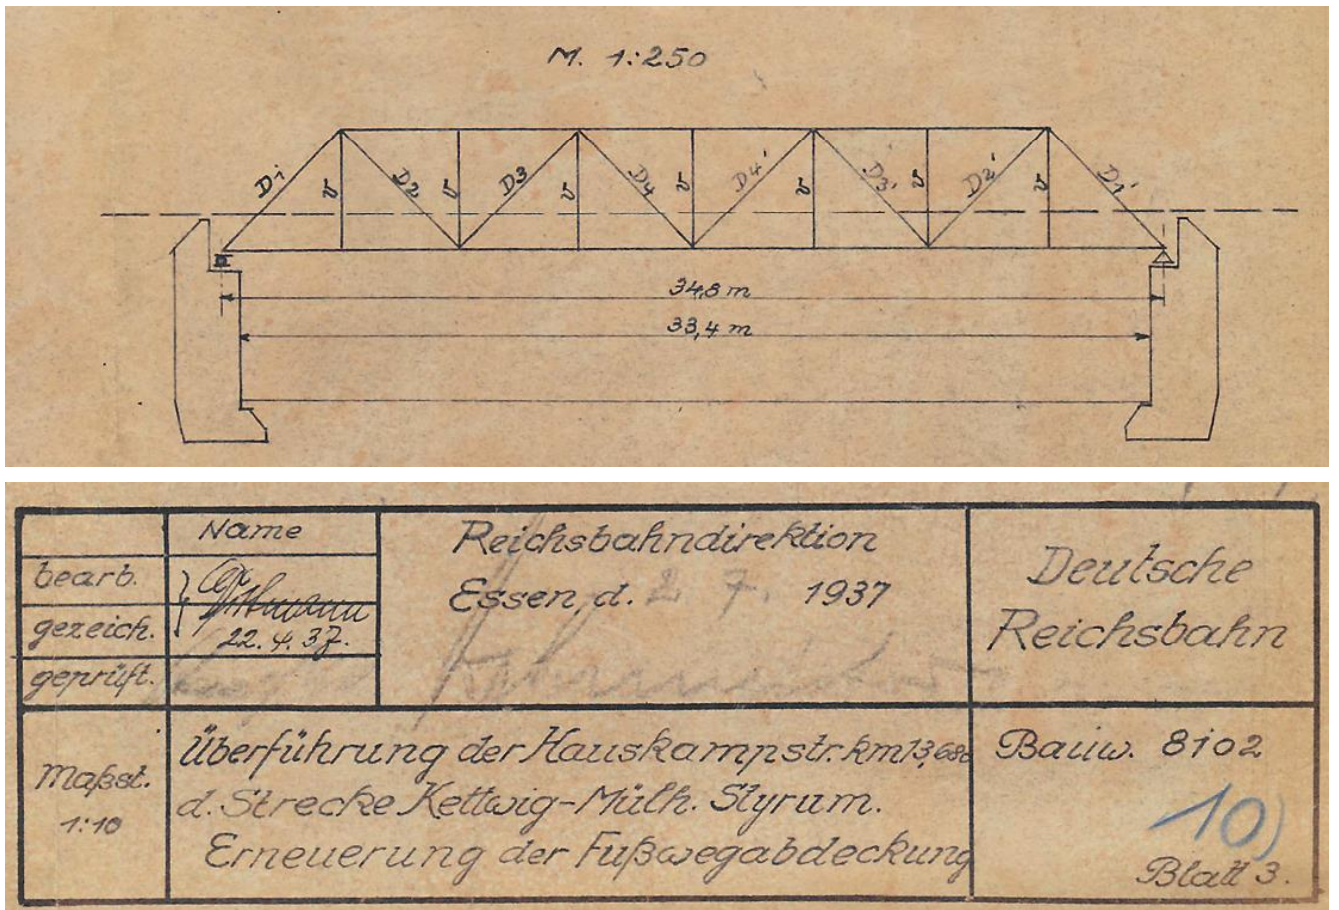 M. 1:250
D1 v D2 v D3 v D4 v D4' v D3' v D2' v D1'
34,8 m
33,4 m
Name
bearb.
gezeich.
22.4.37.
geprüft.
Reichsbahndirektion
Essen, d. 2. 7. 1937
Deutsche
Reichsbahn
Maßst.
1:10
Überführung der Hauskampstr. km 13,680
d. Strecke Kettwig-Mülh. Styrum.
Erneuerung der Fußwegabdeckung
Bauw. 8102
10)
Blatt 3.